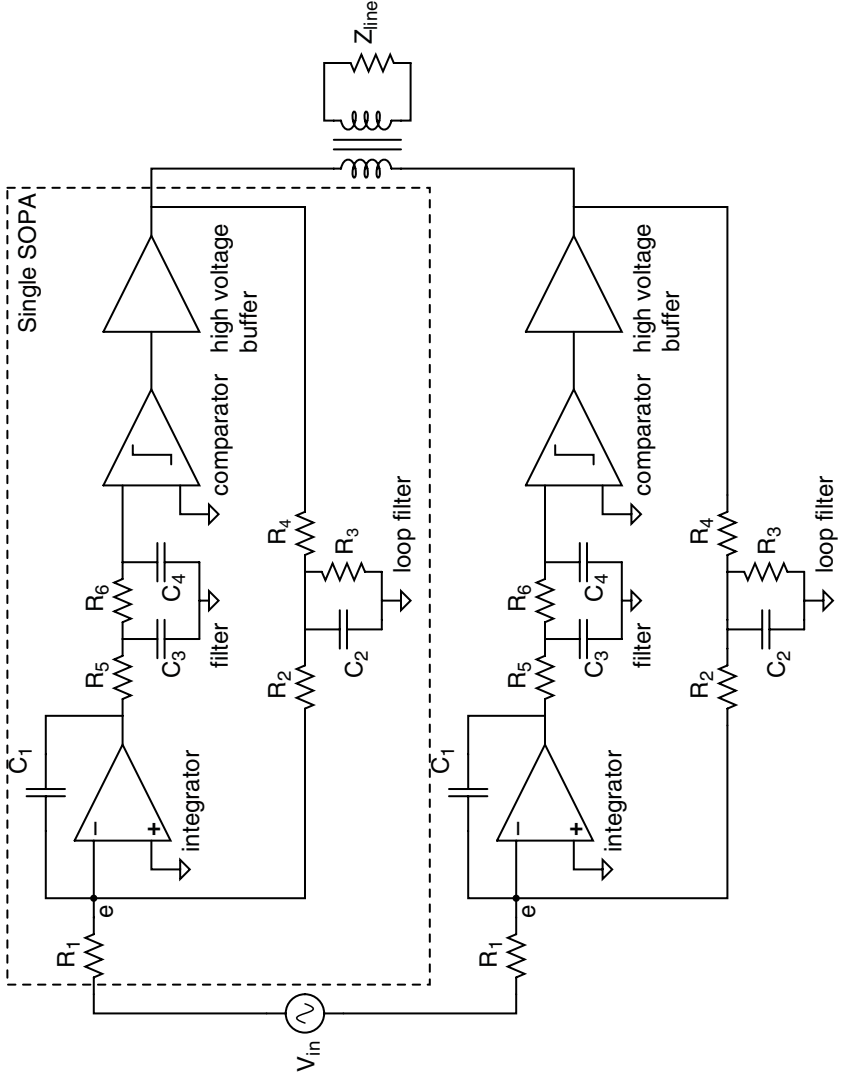 Single SOPA
C1
R1
e
integrator
R5
R6
C3
C4
filter
comparator
high voltage
buffer
R2
R4
C2
R3
loop filter
Vin
Zline
C1
R1
e
integrator
R5
R6
C3
C4
filter
comparator
high voltage
buffer
R2
R4
C2
R3
loop filter